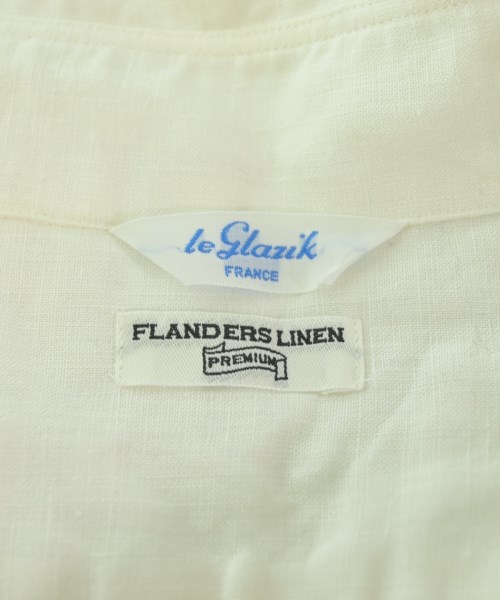 le Glazik
FRANCE
FLANDERS LINEN
PREMIUM